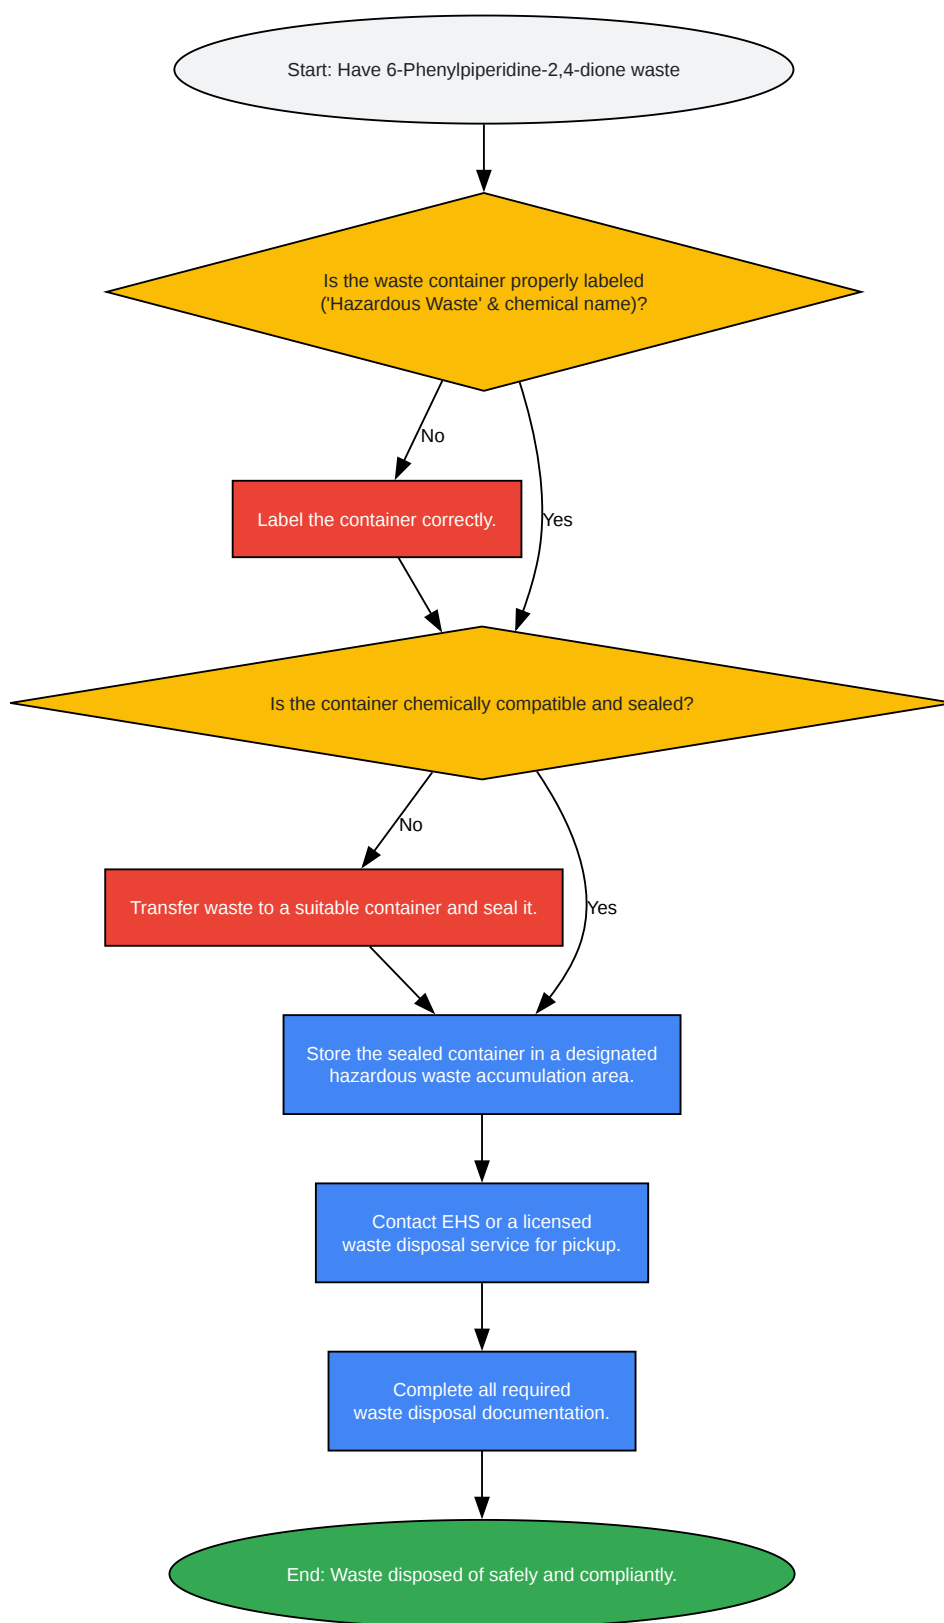 Start: Have 6-Phenylpiperidine-2,4-dione waste
Is the waste container properly labeled
('Hazardous Waste' & chemical name)?
No
Label the container correctly.
Yes
Is the container chemically compatible and sealed?
No
Transfer waste to a suitable container and seal it.
Yes
Store the sealed container in a designated
hazardous waste accumulation area.
Contact EHS or a licensed
waste disposal service for pickup.
Complete all required
waste disposal documentation.
End: Waste disposed of safely and compliantly.